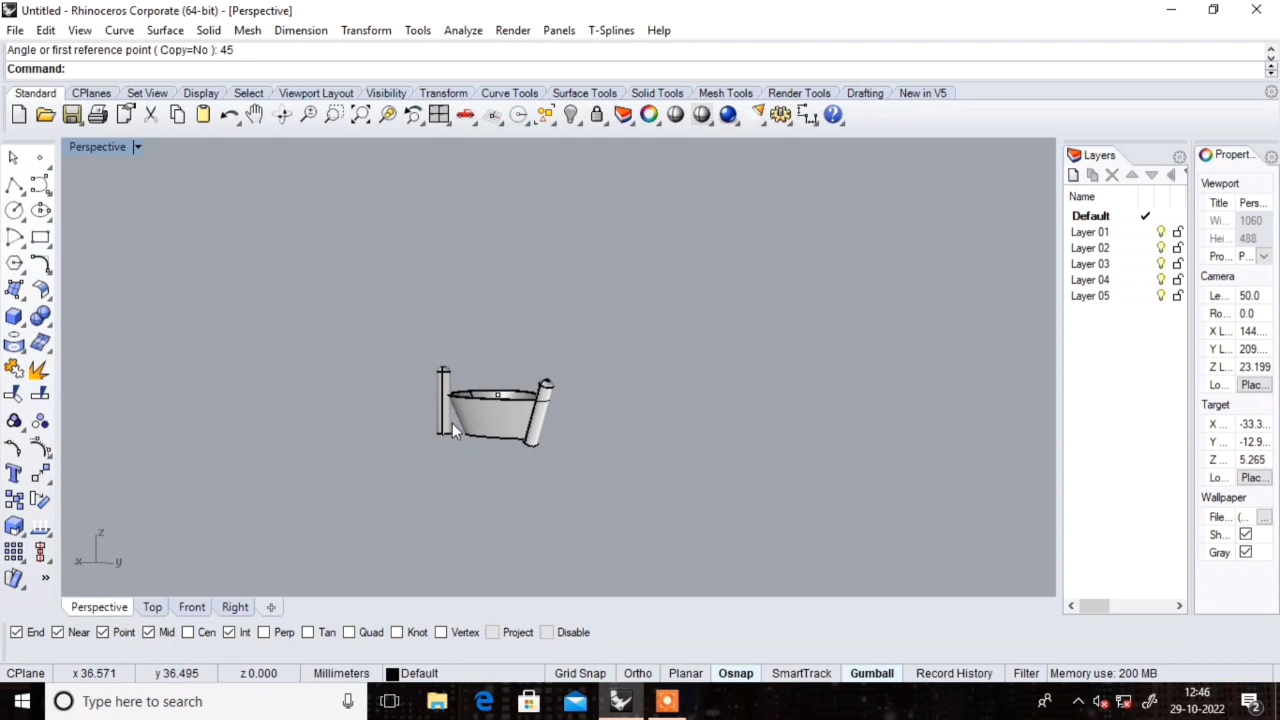 Untitled - Rhinoceros Corporate (64-bit) - [Perspective]
File Edit View Curve Surface Solid Mesh Dimension Transform Tools Analyze Render Panels T-Splines Help
Angle or first reference point ( Copy=No ): 45
Command:
Standard CPlanes Set View Display Select Viewport Layout Visibility Transform Curve Tools Surface Tools Solid Tools Mesh Tools Render Tools Drafting New in V5
Perspective
Layers
Name
Default
Layer 01
Layer 02
Layer 03
Layer 04
Layer 05
Propert...
Viewport
Title Pers...
Wi... 1060
Hei... 488
Pro... P...
Camera
Le... 50.0
Ro... 0.0
X L... 144....
Y L... 209....
Z L... 23.199
Lo... Plac...
Target
X ... -33.3...
Y ... -12.9...
Z ... 5.265
Lo... Plac...
Wallpaper
File... (... ...
Sh...
Gray
z
x y
Perspective Top Front Right
End Near Point Mid Cen Int Perp Tan Quad Knot Vertex Project Disable
CPlane x 36.571 y 36.495 z 0.000 Millimeters Default Grid Snap Ortho Planar Osnap SmartTrack Gumball Record History Filter Memory use: 200 MB
Type here to search
12:46
29-10-2022
2